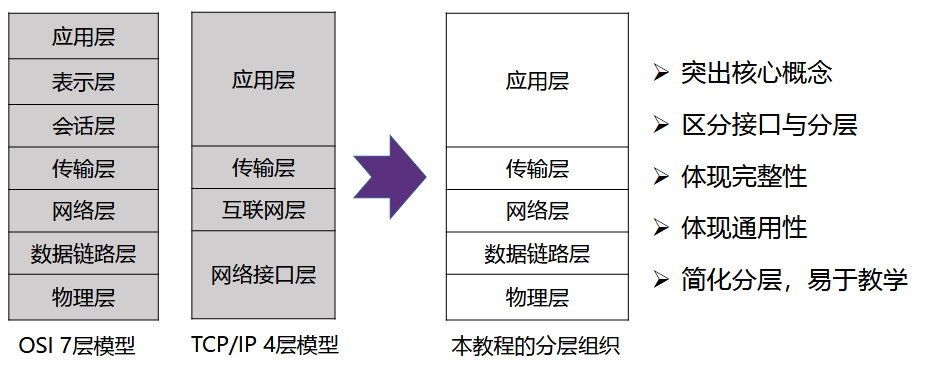 应用层
表示层
会话层
传输层
网络层
数据链路层
物理层
OSI 7层模型
应用层
传输层
互联网层
网络接口层
TCP/IP 4层模型
应用层
传输层
网络层
数据链路层
物理层
本教程的分层组织
➢ 突出核心概念
➢ 区分接口与分层
➢ 体现完整性
➢ 体现通用性
➢ 简化分层，易于教学